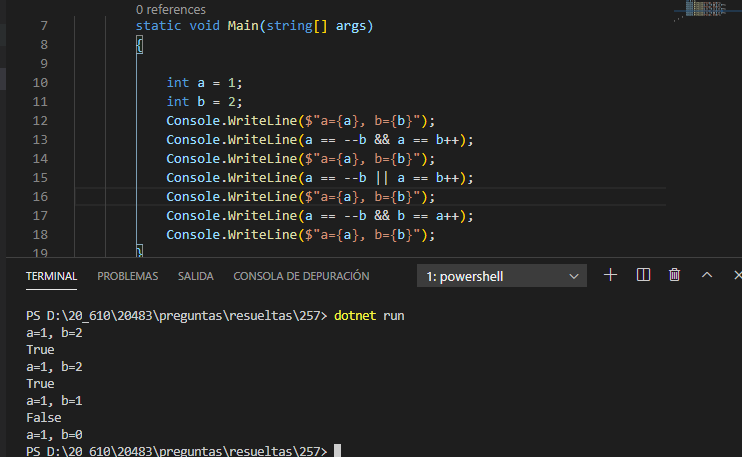 0 references
7 static void Main(string[] args)
8 {
9
10 int a = 1;
11 int b = 2;
12 Console.WriteLine($"a={a}, b={b}");
13 Console.WriteLine(a == --b && a == b++);
14 Console.WriteLine($"a={a}, b={b}");
15 Console.WriteLine(a == --b || a == b++);
16 Console.WriteLine($"a={a}, b={b}");
17 Console.WriteLine(a == --b && b == a++);
18 Console.WriteLine($"a={a}, b={b}");
19 }
TERMINAL PROBLEMAS SALIDA CONSOLA DE DEPURACIÓN 1: powershell
PS D:\20_610\20483\preguntas\resueltas\257> dotnet run
a=1, b=2
True
a=1, b=2
True
a=1, b=1
False
a=1, b=0
PS D:\20_610\20483\preguntas\resueltas\257>